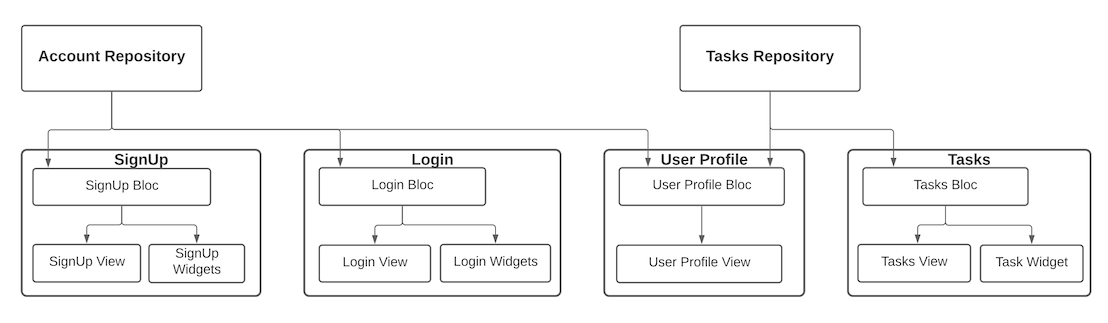 Account Repository
Tasks Repository
SignUp
Login
User Profile
Tasks
SignUp Bloc
Login Bloc
User Profile Bloc
Tasks Bloc
SignUp View
SignUp
Widgets
Login View
Login Widgets
User Profile View
Tasks View
Task Widget